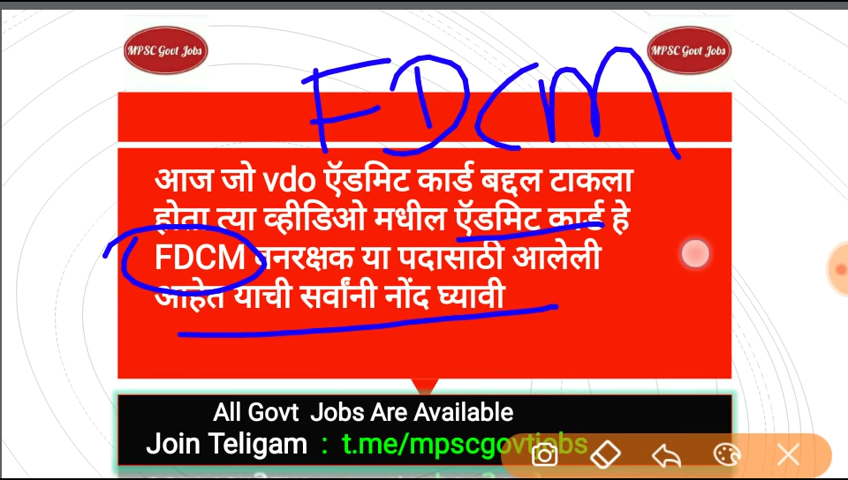 MPSC Govt Jobs
MPSC Govt Jobs
FDCM
आज जो vdo ऍडमिट कार्ड बद्दल टाकला
होता त्या व्हीडिओ मधील ऍडमिट कार्ड हे
FDCM वनरक्षक या पदासाठी आलेली
आहेत याची सर्वांनी नोंद घ्यावी
All Govt Jobs Are Available
Join Teligam : t.me/mpscgovtjobs